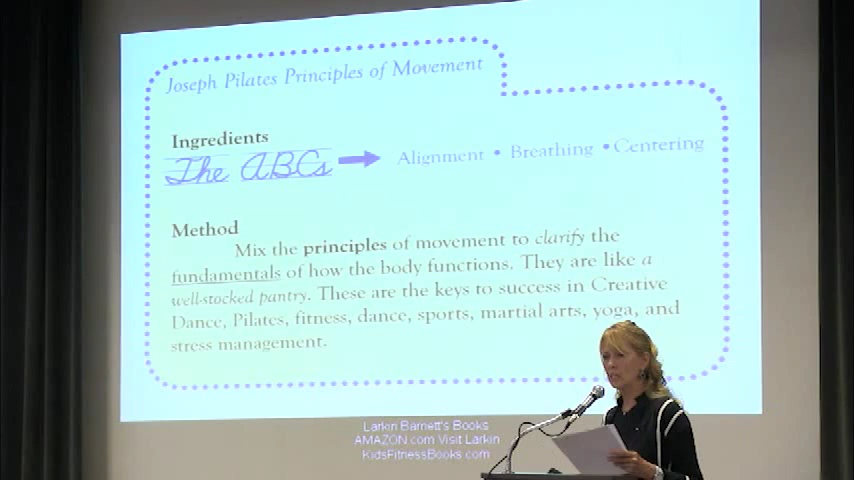 Joseph Pilates Principles of Movement
Ingredients
The ABCs Alignment • Breathing • Centering
Method
Mix the principles of movement to clarify the
fundamentals of how the body functions. They are like a
well-stocked pantry. These are the keys to success in Creative
Dance, Pilates, fitness, dance, sports, martial arts, yoga, and
stress management.
Larkin Barnett's Books
AMAZON.com Visit Larkin
KidsFitnessBooks.com